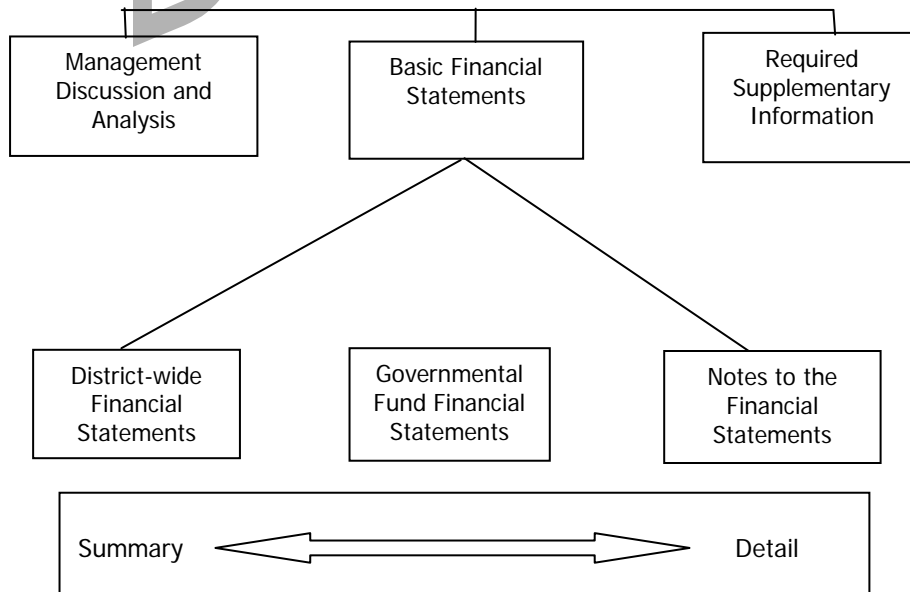 Management
Discussion and
Analysis
Basic Financial
Statements
Required
Supplementary
Information
District-wide
Financial
Statements
Governmental
Fund Financial
Statements
Notes to the
Financial
Statements
Summary
Detail